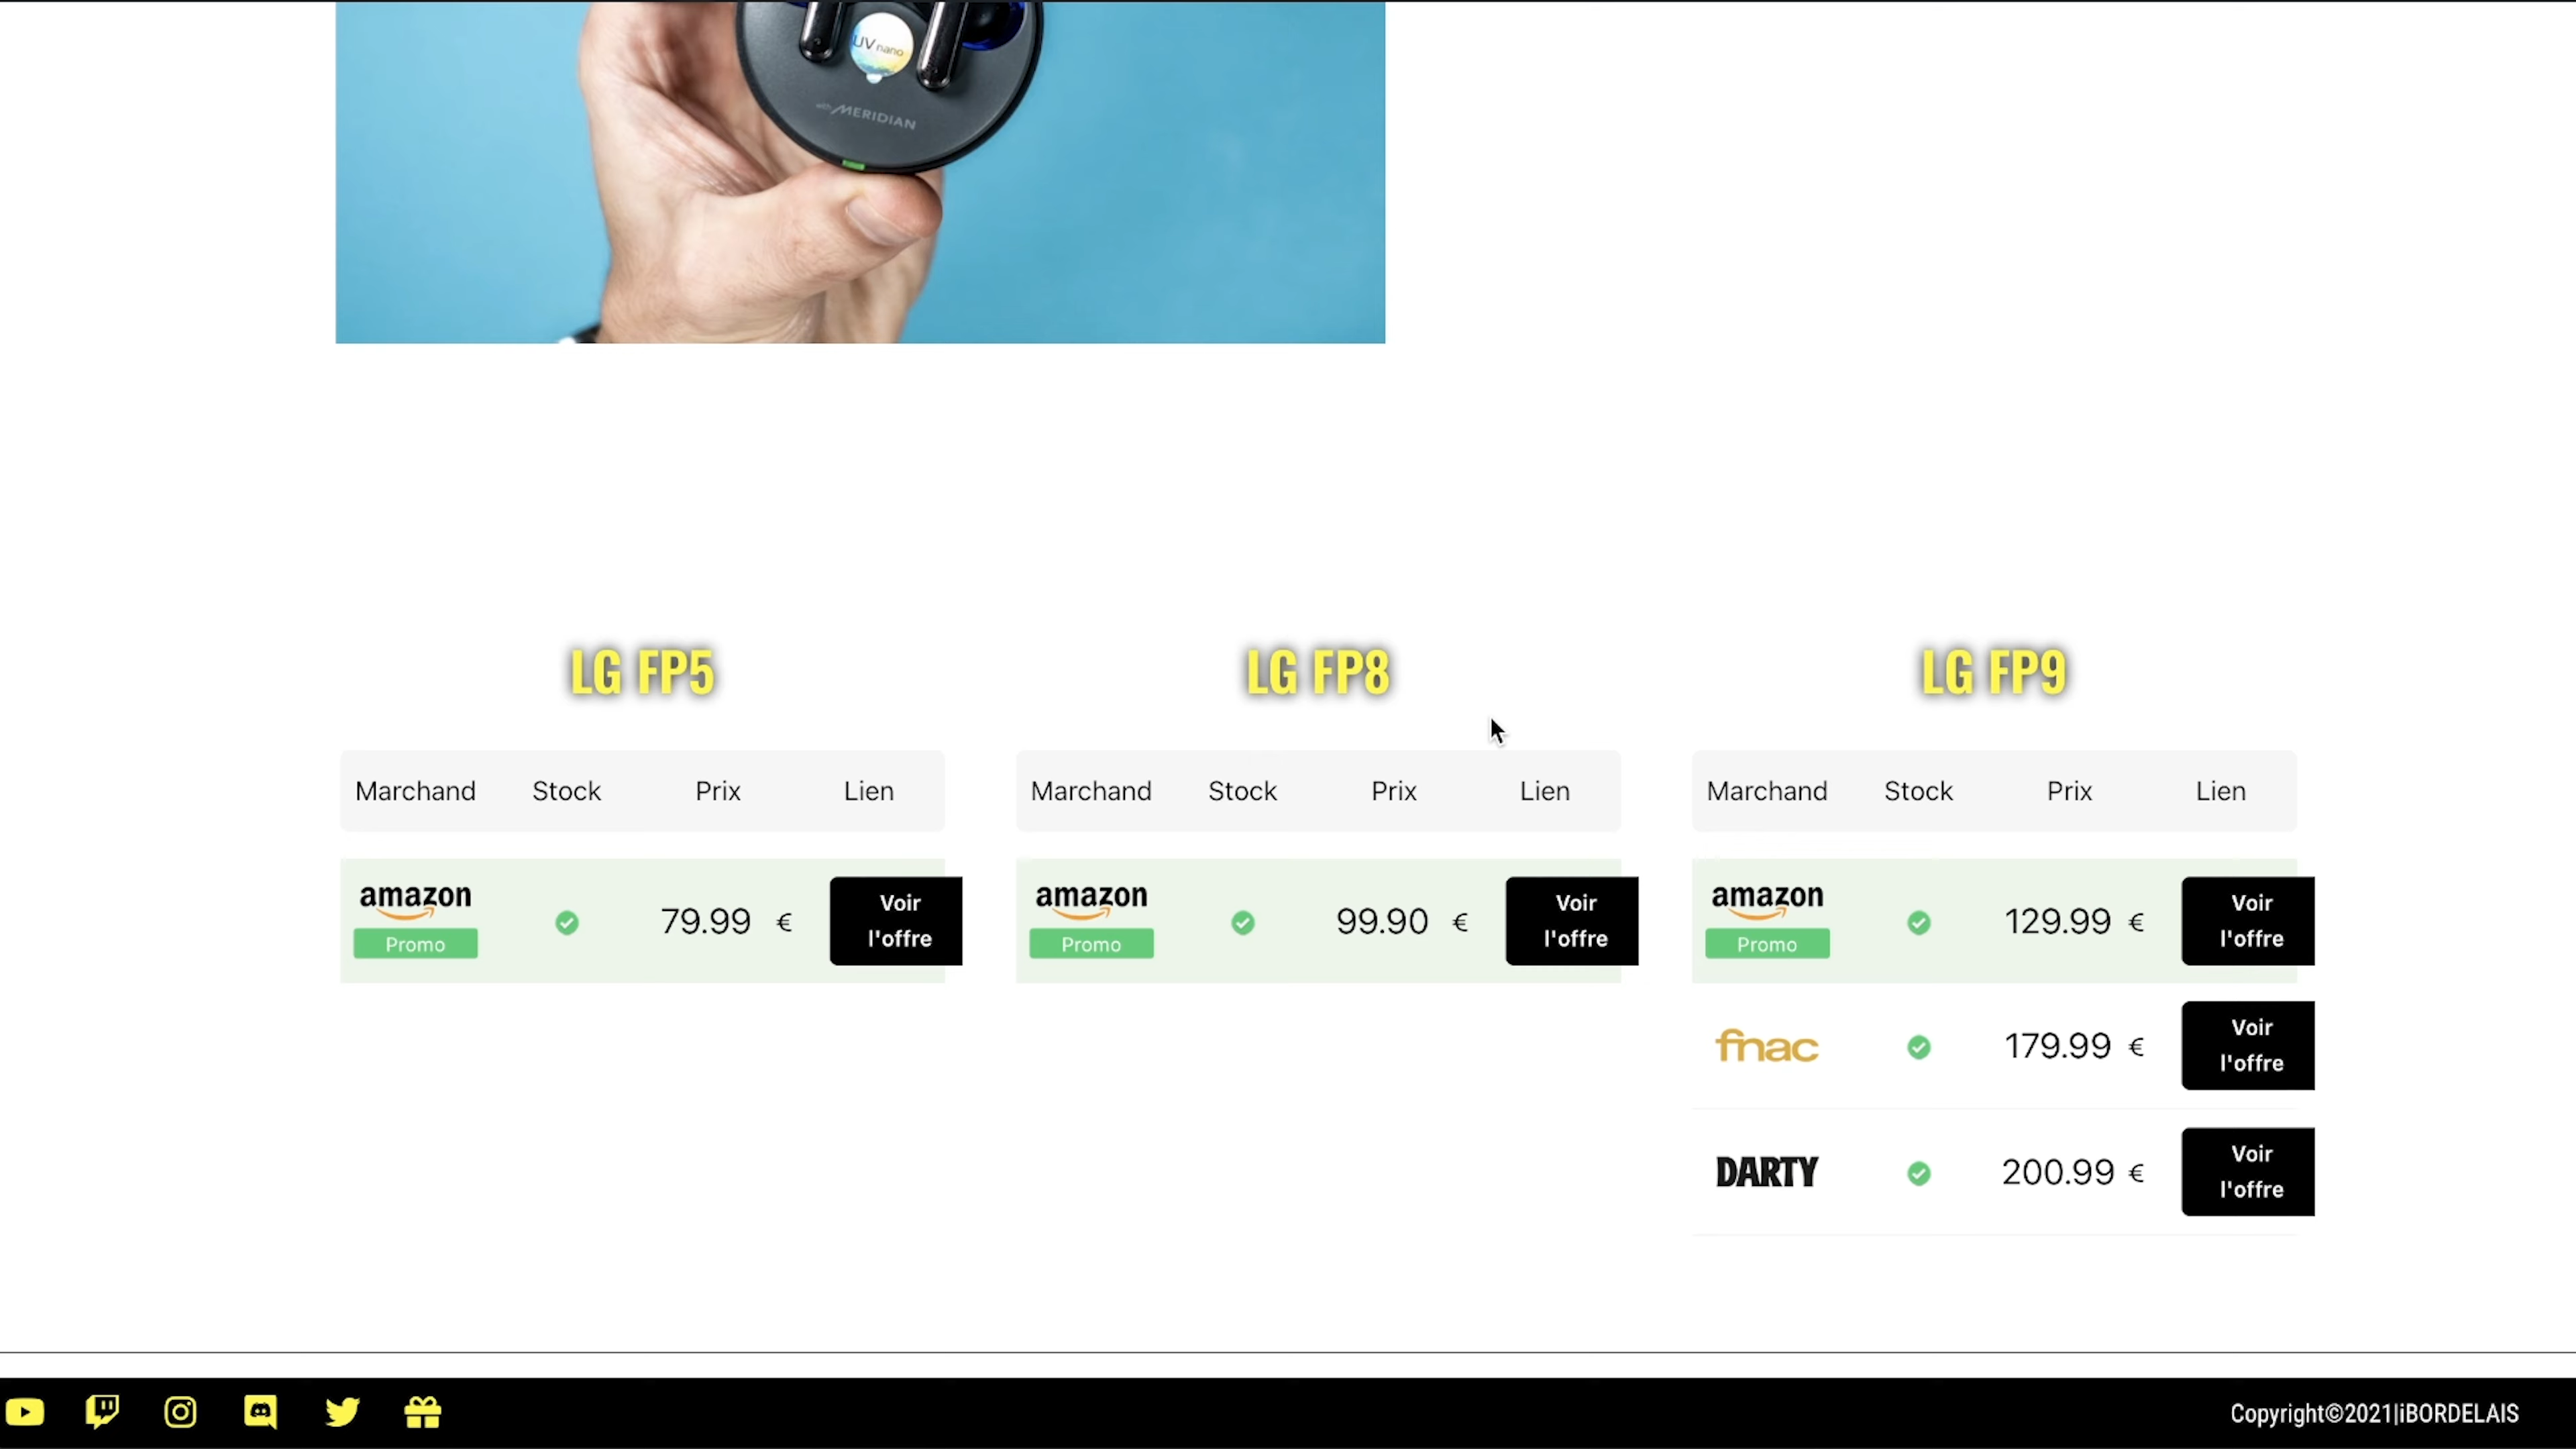 UV nano
with MERIDIAN
LG FP5
LG FP8
LG FP9
Marchand Stock Prix Lien
Marchand Stock Prix Lien
Marchand Stock Prix Lien
amazon
Promo
79.99 €
Voir
l'offre
amazon
Promo
99.90 €
Voir
l'offre
amazon
Promo
129.99 €
Voir
l'offre
fnac
179.99 €
Voir
l'offre
DARTY
200.99 €
Voir
l'offre
Copyright©2021|iBORDELAIS